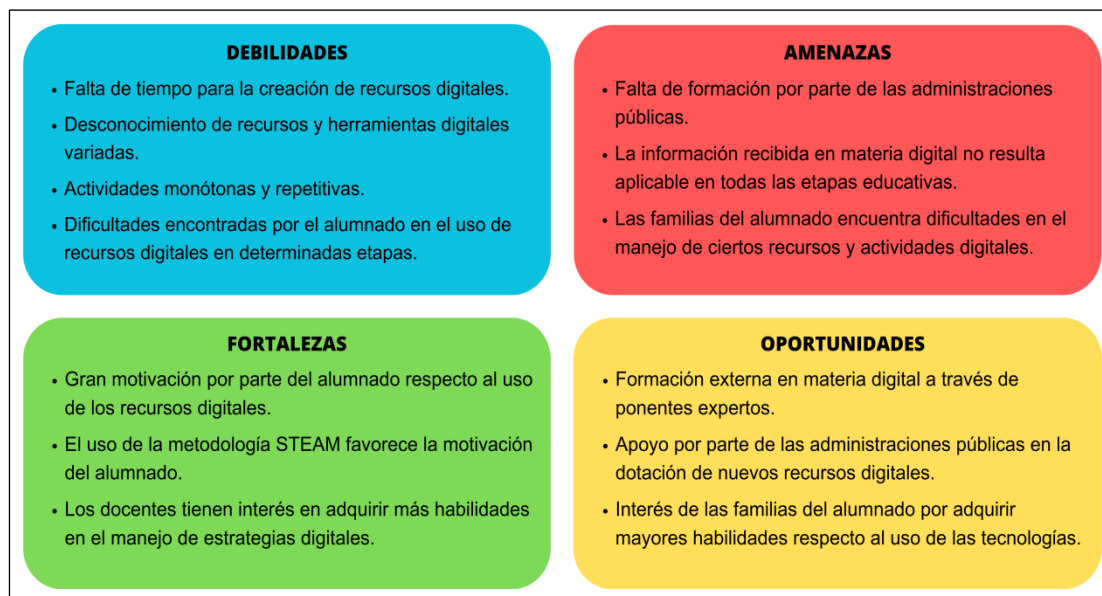 DEBILIDADES
• Falta de tiempo para la creación de recursos digitales.
• Desconocimiento de recursos y herramientas digitales
variadas.
• Actividades monótonas y repetitivas.
• Dificultades encontradas por el alumnado en el uso de
recursos digitales en determinadas etapas.
AMENAZAS
• Falta de formación por parte de las administraciones
públicas.
• La información recibida en materia digital no resulta
aplicable en todas las etapas educativas.
• Las familias del alumnado encuentra dificultades en el
manejo de ciertos recursos y actividades digitales.
FORTALEZAS
• Gran motivación por parte del alumnado respecto al uso
de los recursos digitales.
• El uso de la metodología STEAM favorece la motivación
del alumnado.
• Los docentes tienen interés en adquirir más habilidades
en el manejo de estrategias digitales.
OPORTUNIDADES
• Formación externa en materia digital a través de
ponentes expertos.
• Apoyo por parte de las administraciones públicas en la
dotación de nuevos recursos digitales.
• Interés de las familias del alumnado por adquirir
mayores habilidades respecto al uso de las tecnologías.